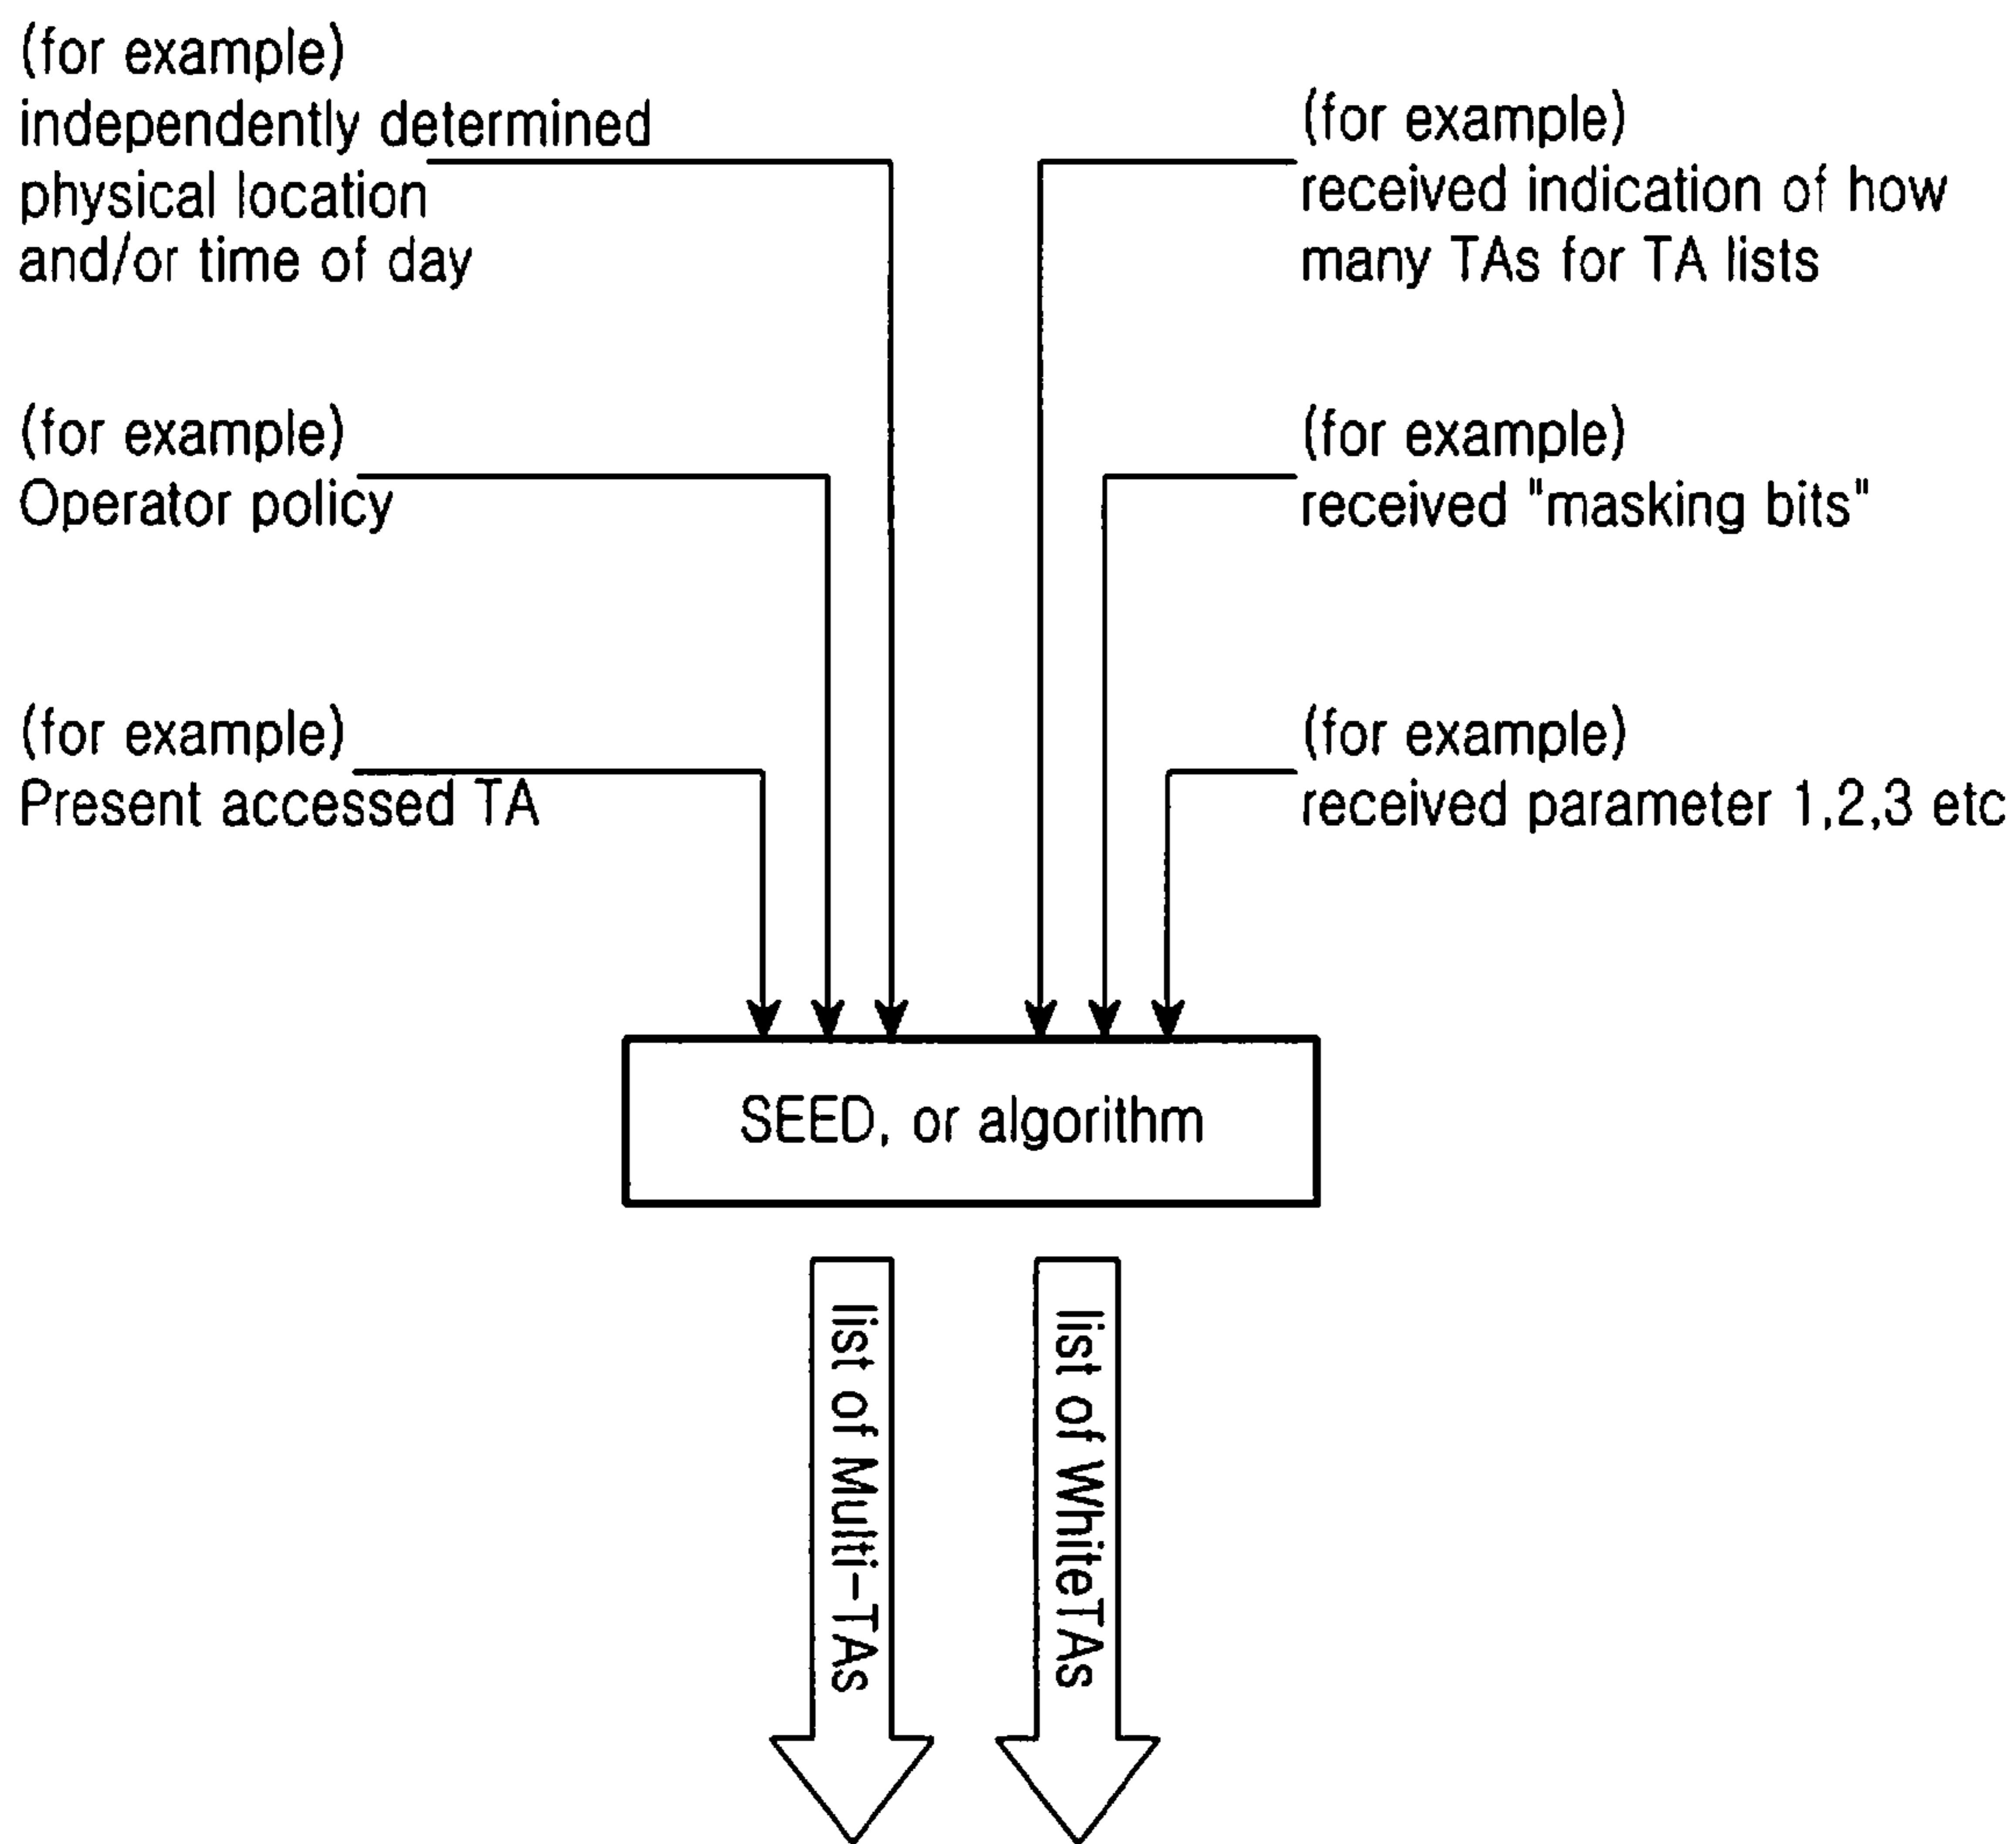 (for example)
independently determined
physical location
and/or time of day
(for example)
received indication of how
many TAs for TA lists
(for example)
Operator policy
(for example)
received "masking bits"
(for example)
Present accessed TA
(for example)
received parameter 1,2,3 etc
SEED, or algorithm
list of Multi-TAs
list of WhiteTAs